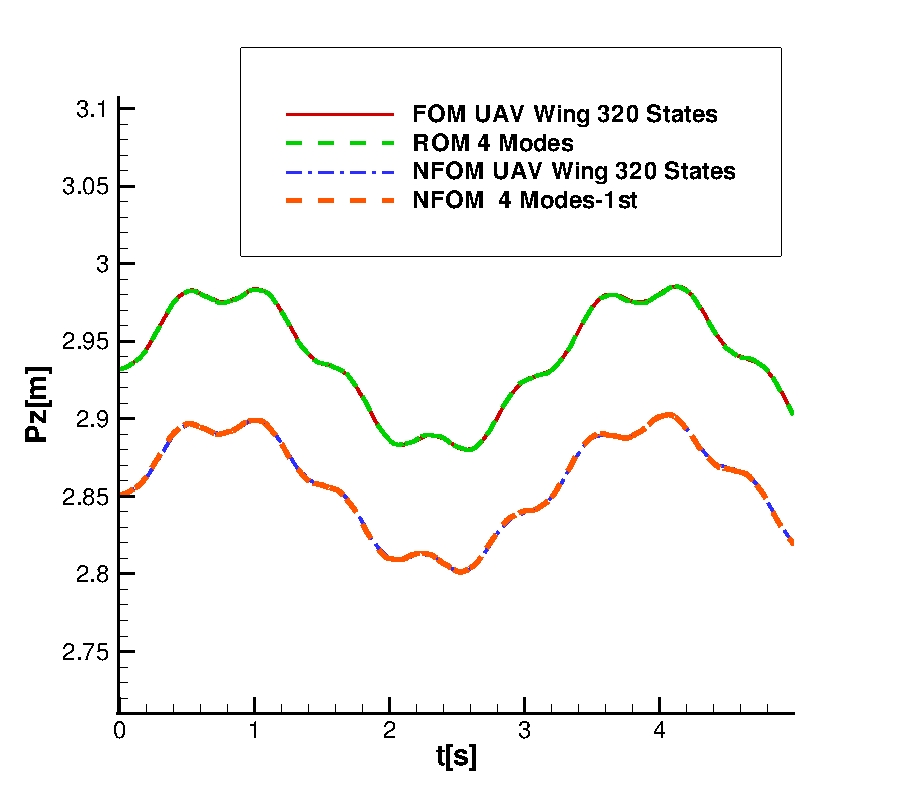 FOM UAV Wing 320 States
ROM 4 Modes
NFOM UAV Wing 320 States
NFOM  4 Modes-1st
3.1
3.05
3
2.95
2.9
2.85
2.8
2.75
Pz[m]
0 1 2 3 4
t[s]